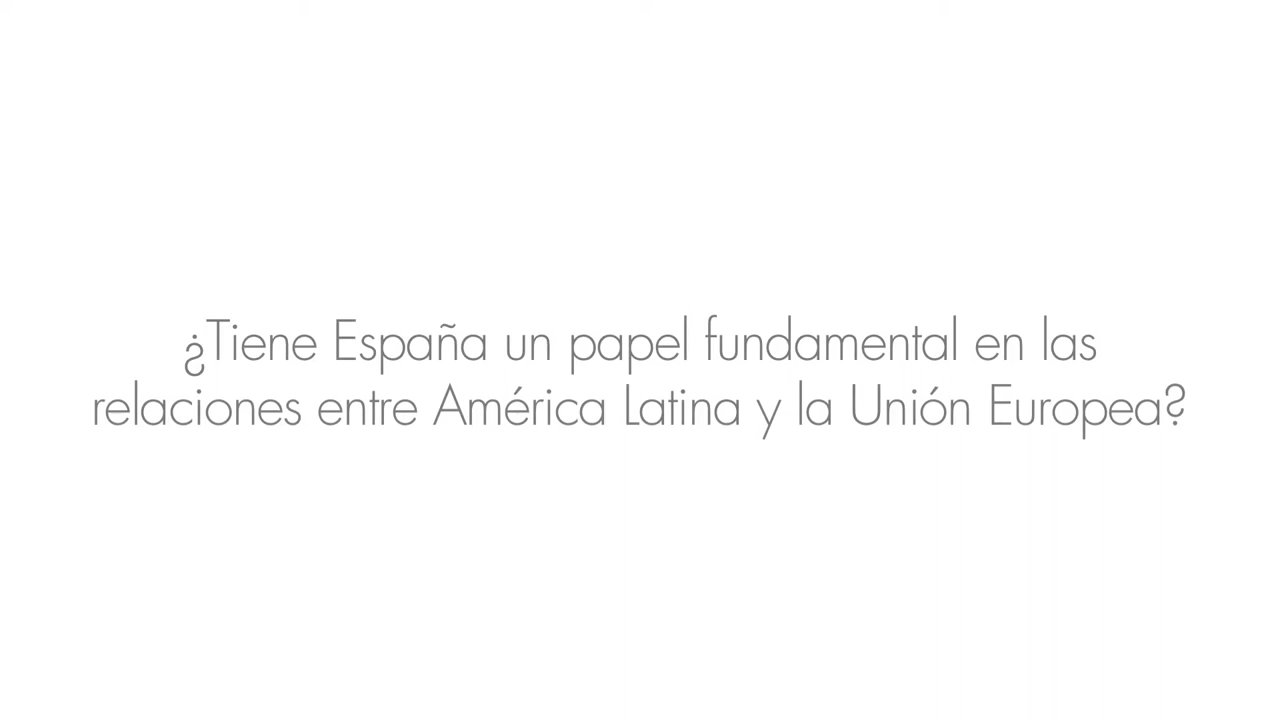 ¿Tiene España un papel fundamental en las
relaciones entre América Latina y la Unión Europea?